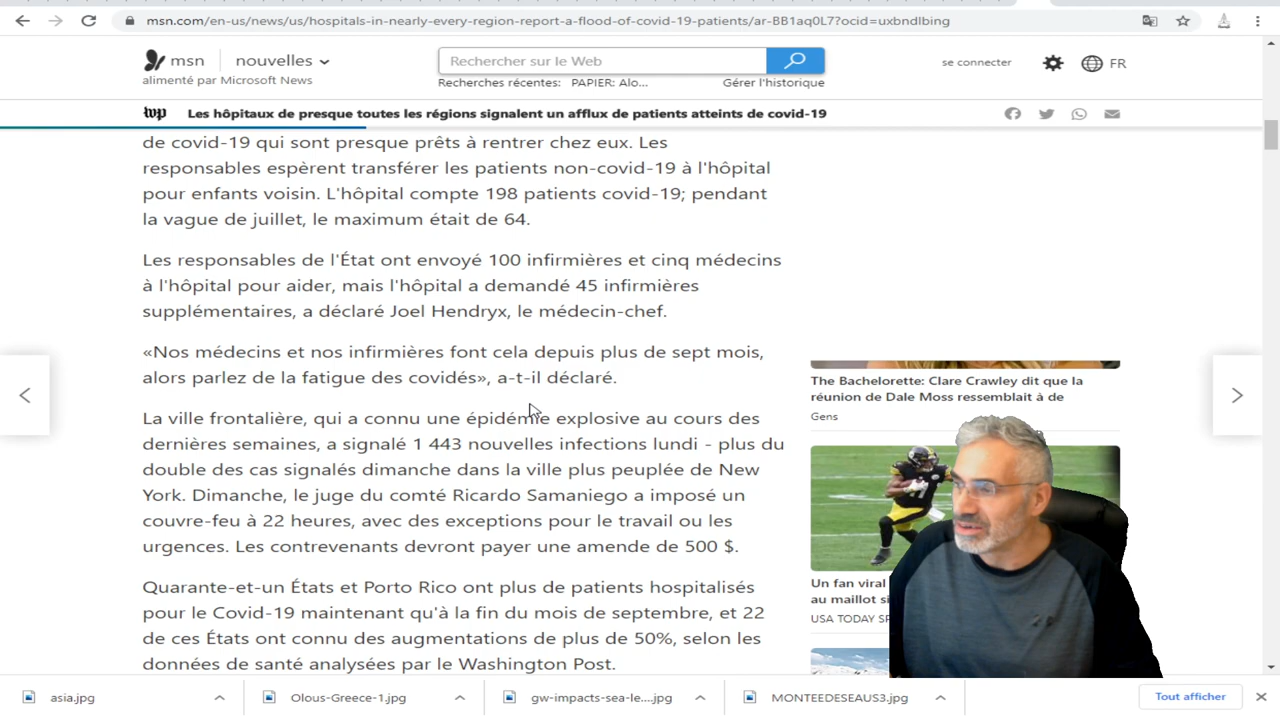 msn.com/en-us/news/us/hospitals-in-nearly-every-region-report-a-flood-of-covid-19-patients/ar-BB1aq0L7?ocid=uxbndlbing
msn
nouvelles
Rechercher sur le Web
se connecter
FR
alimenté par Microsoft News
Recherches récentes: PAPIER: Alo...
Gérer l'historique
wp
Les hôpitaux de presque toutes les régions signalent un afflux de patients atteints de covid-19
de covid-19 qui sont presque prêts à rentrer chez eux. Les
responsables espèrent transférer les patients non-covid-19 à l'hôpital
pour enfants voisin. L'hôpital compte 198 patients covid-19; pendant
la vague de juillet, le maximum était de 64.
Les responsables de l'État ont envoyé 100 infirmières et cinq médecins
à l'hôpital pour aider, mais l'hôpital a demandé 45 infirmières
supplémentaires, a déclaré Joel Hendryx, le médecin-chef.
«Nos médecins et nos infirmières font cela depuis plus de sept mois,
alors parlez de la fatigue des covidés», a-t-il déclaré.
La ville frontalière, qui a connu une épidémie explosive au cours des
dernières semaines, a signalé 1 443 nouvelles infections lundi - plus du
double des cas signalés dimanche dans la ville plus peuplée de New
York. Dimanche, le juge du comté Ricardo Samaniego a imposé un
couvre-feu à 22 heures, avec des exceptions pour le travail ou les
urgences. Les contrevenants devront payer une amende de 500 $.
Quarante-et-un États et Porto Rico ont plus de patients hospitalisés
pour le Covid-19 maintenant qu'à la fin du mois de septembre, et 22
de ces États ont connu des augmentations de plus de 50%, selon les
données de santé analysées par le Washington Post.
The Bachelorette: Clare Crawley dit que la
réunion de Dale Moss ressemblait à de
Gens
Un fan viral
au maillot
USA TODAY
asia.jpg
Olous-Greece-1.jpg
gw-impacts-sea-le....jpg
MONTEEDESEAUS3.jpg
Tout afficher